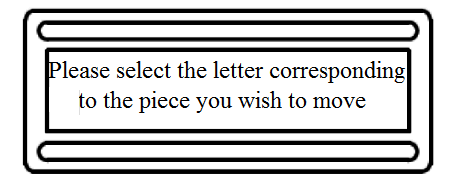 Please select the letter corresponding
to the piece you wish to move